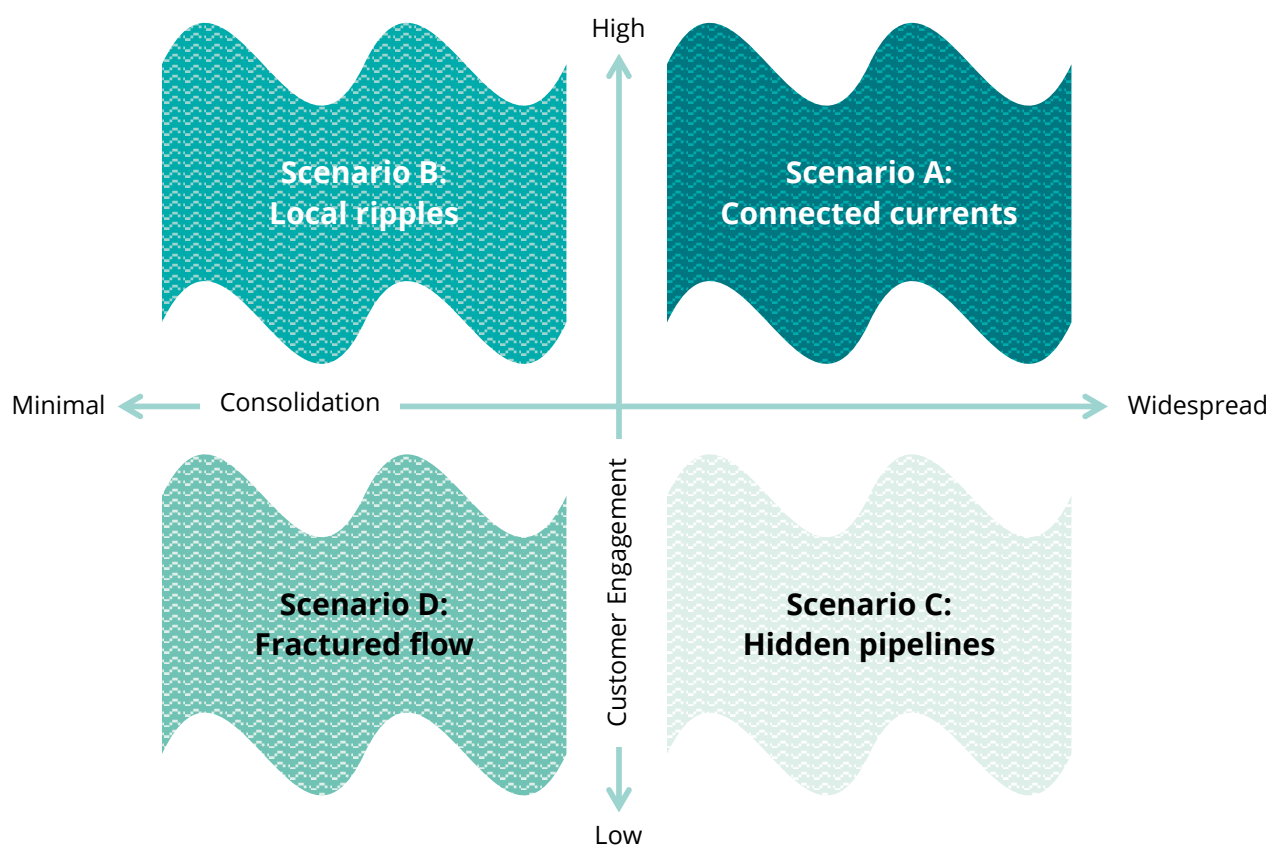 High
Scenario B:
Local ripples
Scenario A:
Connected currents
Minimal
Consolidation
Widespread
Customer Engagement
Scenario D:
Fractured flow
Scenario C:
Hidden pipelines
Low